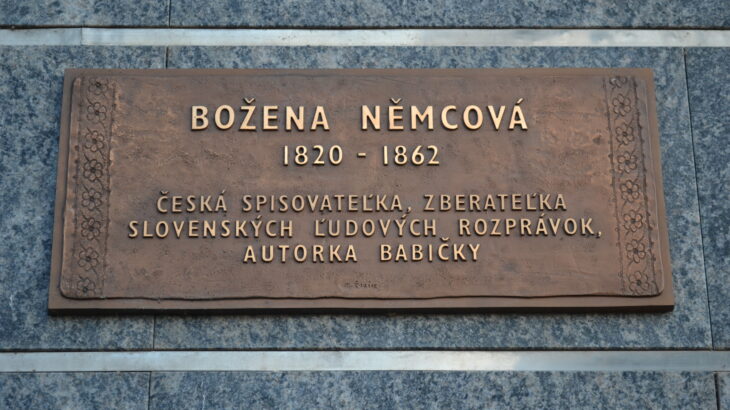 BOŽENA NĚMCOVÁ
1820 - 1862
ČESKÁ SPISOVATEĽKA, ZBERATEĽKA
SLOVENSKÝCH ĽUDOVÝCH ROZPRÁVOK,
AUTORKA BABIČKY